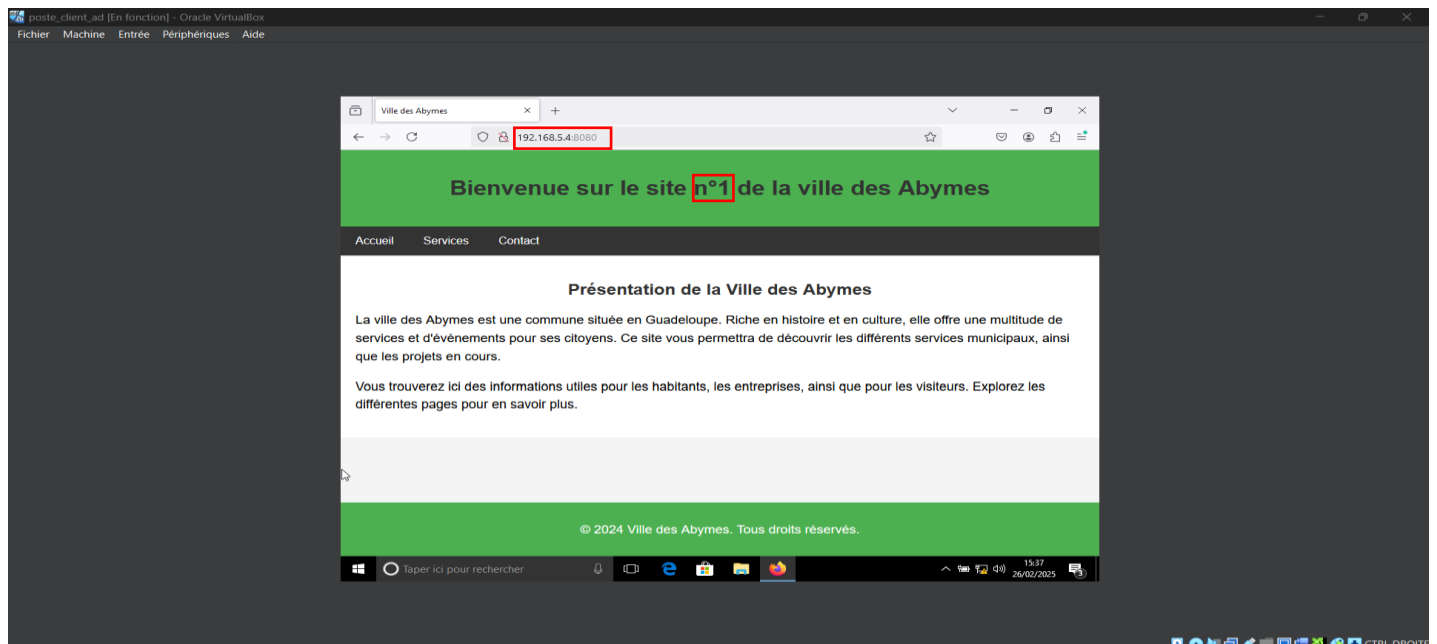 poste_client_ad [En fonction] - Oracle VirtualBox
Fichier Machine Entrée Périphériques Aide
Ville des Abymes
192.168.5.4:8080
Bienvenue sur le site n°1 de la ville des Abymes
Accueil Services Contact
Présentation de la Ville des Abymes
La ville des Abymes est une commune située en Guadeloupe. Riche en histoire et en culture, elle offre une multitude de
services et d'événements pour ses citoyens. Ce site vous permettra de découvrir les différents services municipaux, ainsi
que les projets en cours.
Vous trouverez ici des informations utiles pour les habitants, les entreprises, ainsi que pour les visiteurs. Explorez les
différentes pages pour en savoir plus.
© 2024 Ville des Abymes. Tous droits réservés.
Taper ici pour rechercher
15:37
26/02/2025
3
CTRL DROITE